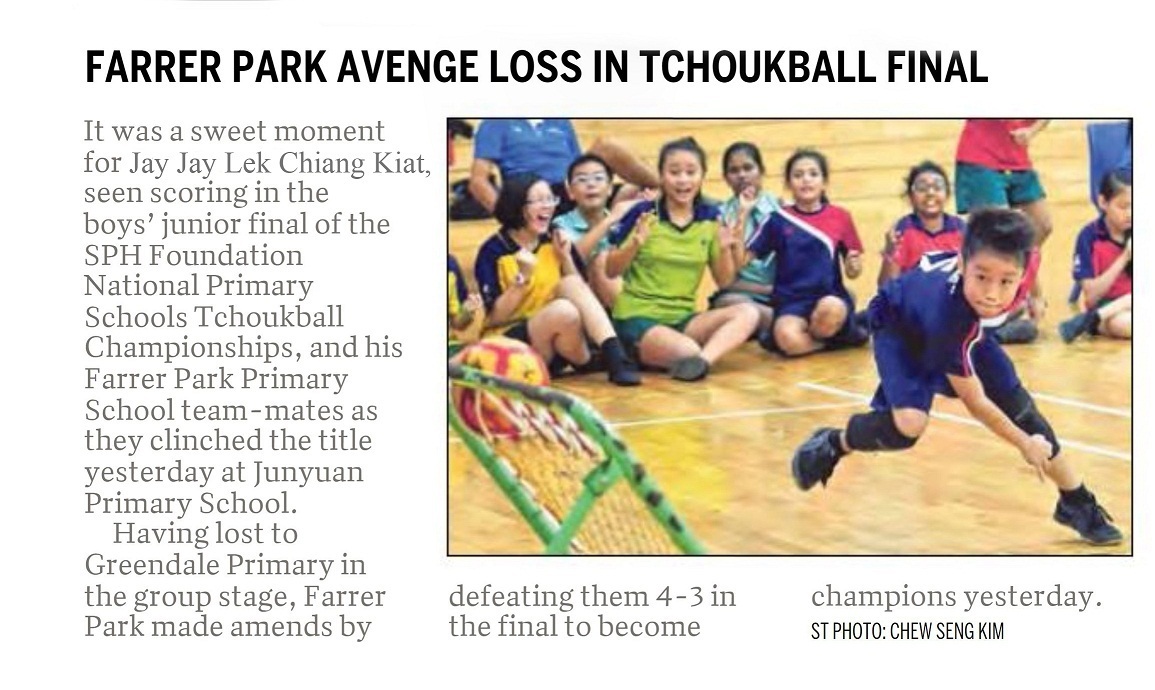 FARRER PARK AVENGE LOSS IN TCHOUKBALL FINAL
It was a sweet moment
for Jay Jay Lek Chiang Kiat,
seen scoring in the
boys’ junior final of the
SPH Foundation
National Primary
Schools Tchoukball
Championships, and his
Farrer Park Primary
School team-mates as
they clinched the title
yesterday at Junyuan
Primary School.
Having lost to
Greendale Primary in
the group stage, Farrer
Park made amends by
defeating them 4-3 in
the final to become
champions yesterday.
ST PHOTO: CHEW SENG KIM